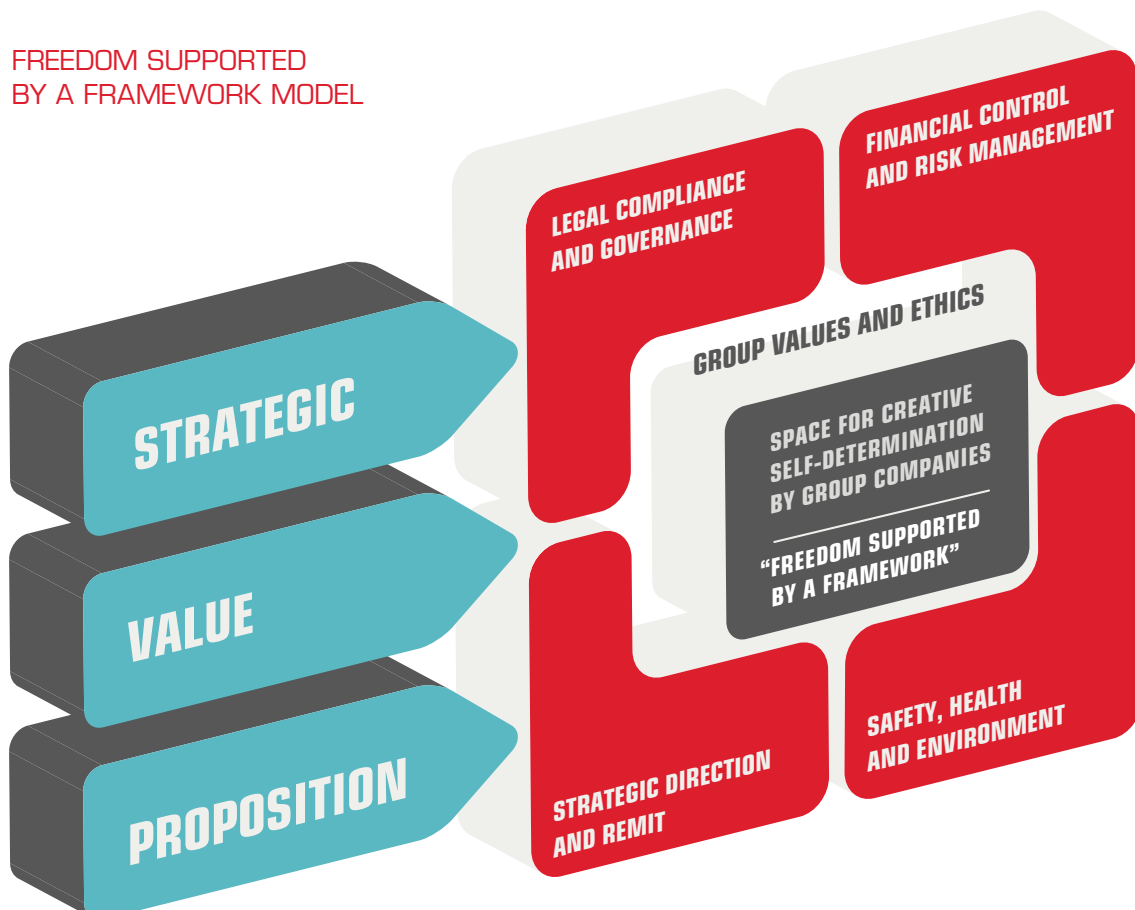 FREEDOM SUPPORTED
BY A FRAMEWORK MODEL
STRATEGIC
VALUE
PROPOSITION
LEGAL COMPLIANCE
AND GOVERNANCE
FINANCIAL CONTROL
AND RISK MANAGEMENT
GROUP VALUES AND ETHICS
SPACE FOR CREATIVE
SELF-DETERMINATION
BY GROUP COMPANIES
“FREEDOM SUPPORTED
BY A FRAMEWORK”
STRATEGIC DIRECTION
AND REMIT
SAFETY, HEALTH
AND ENVIRONMENT